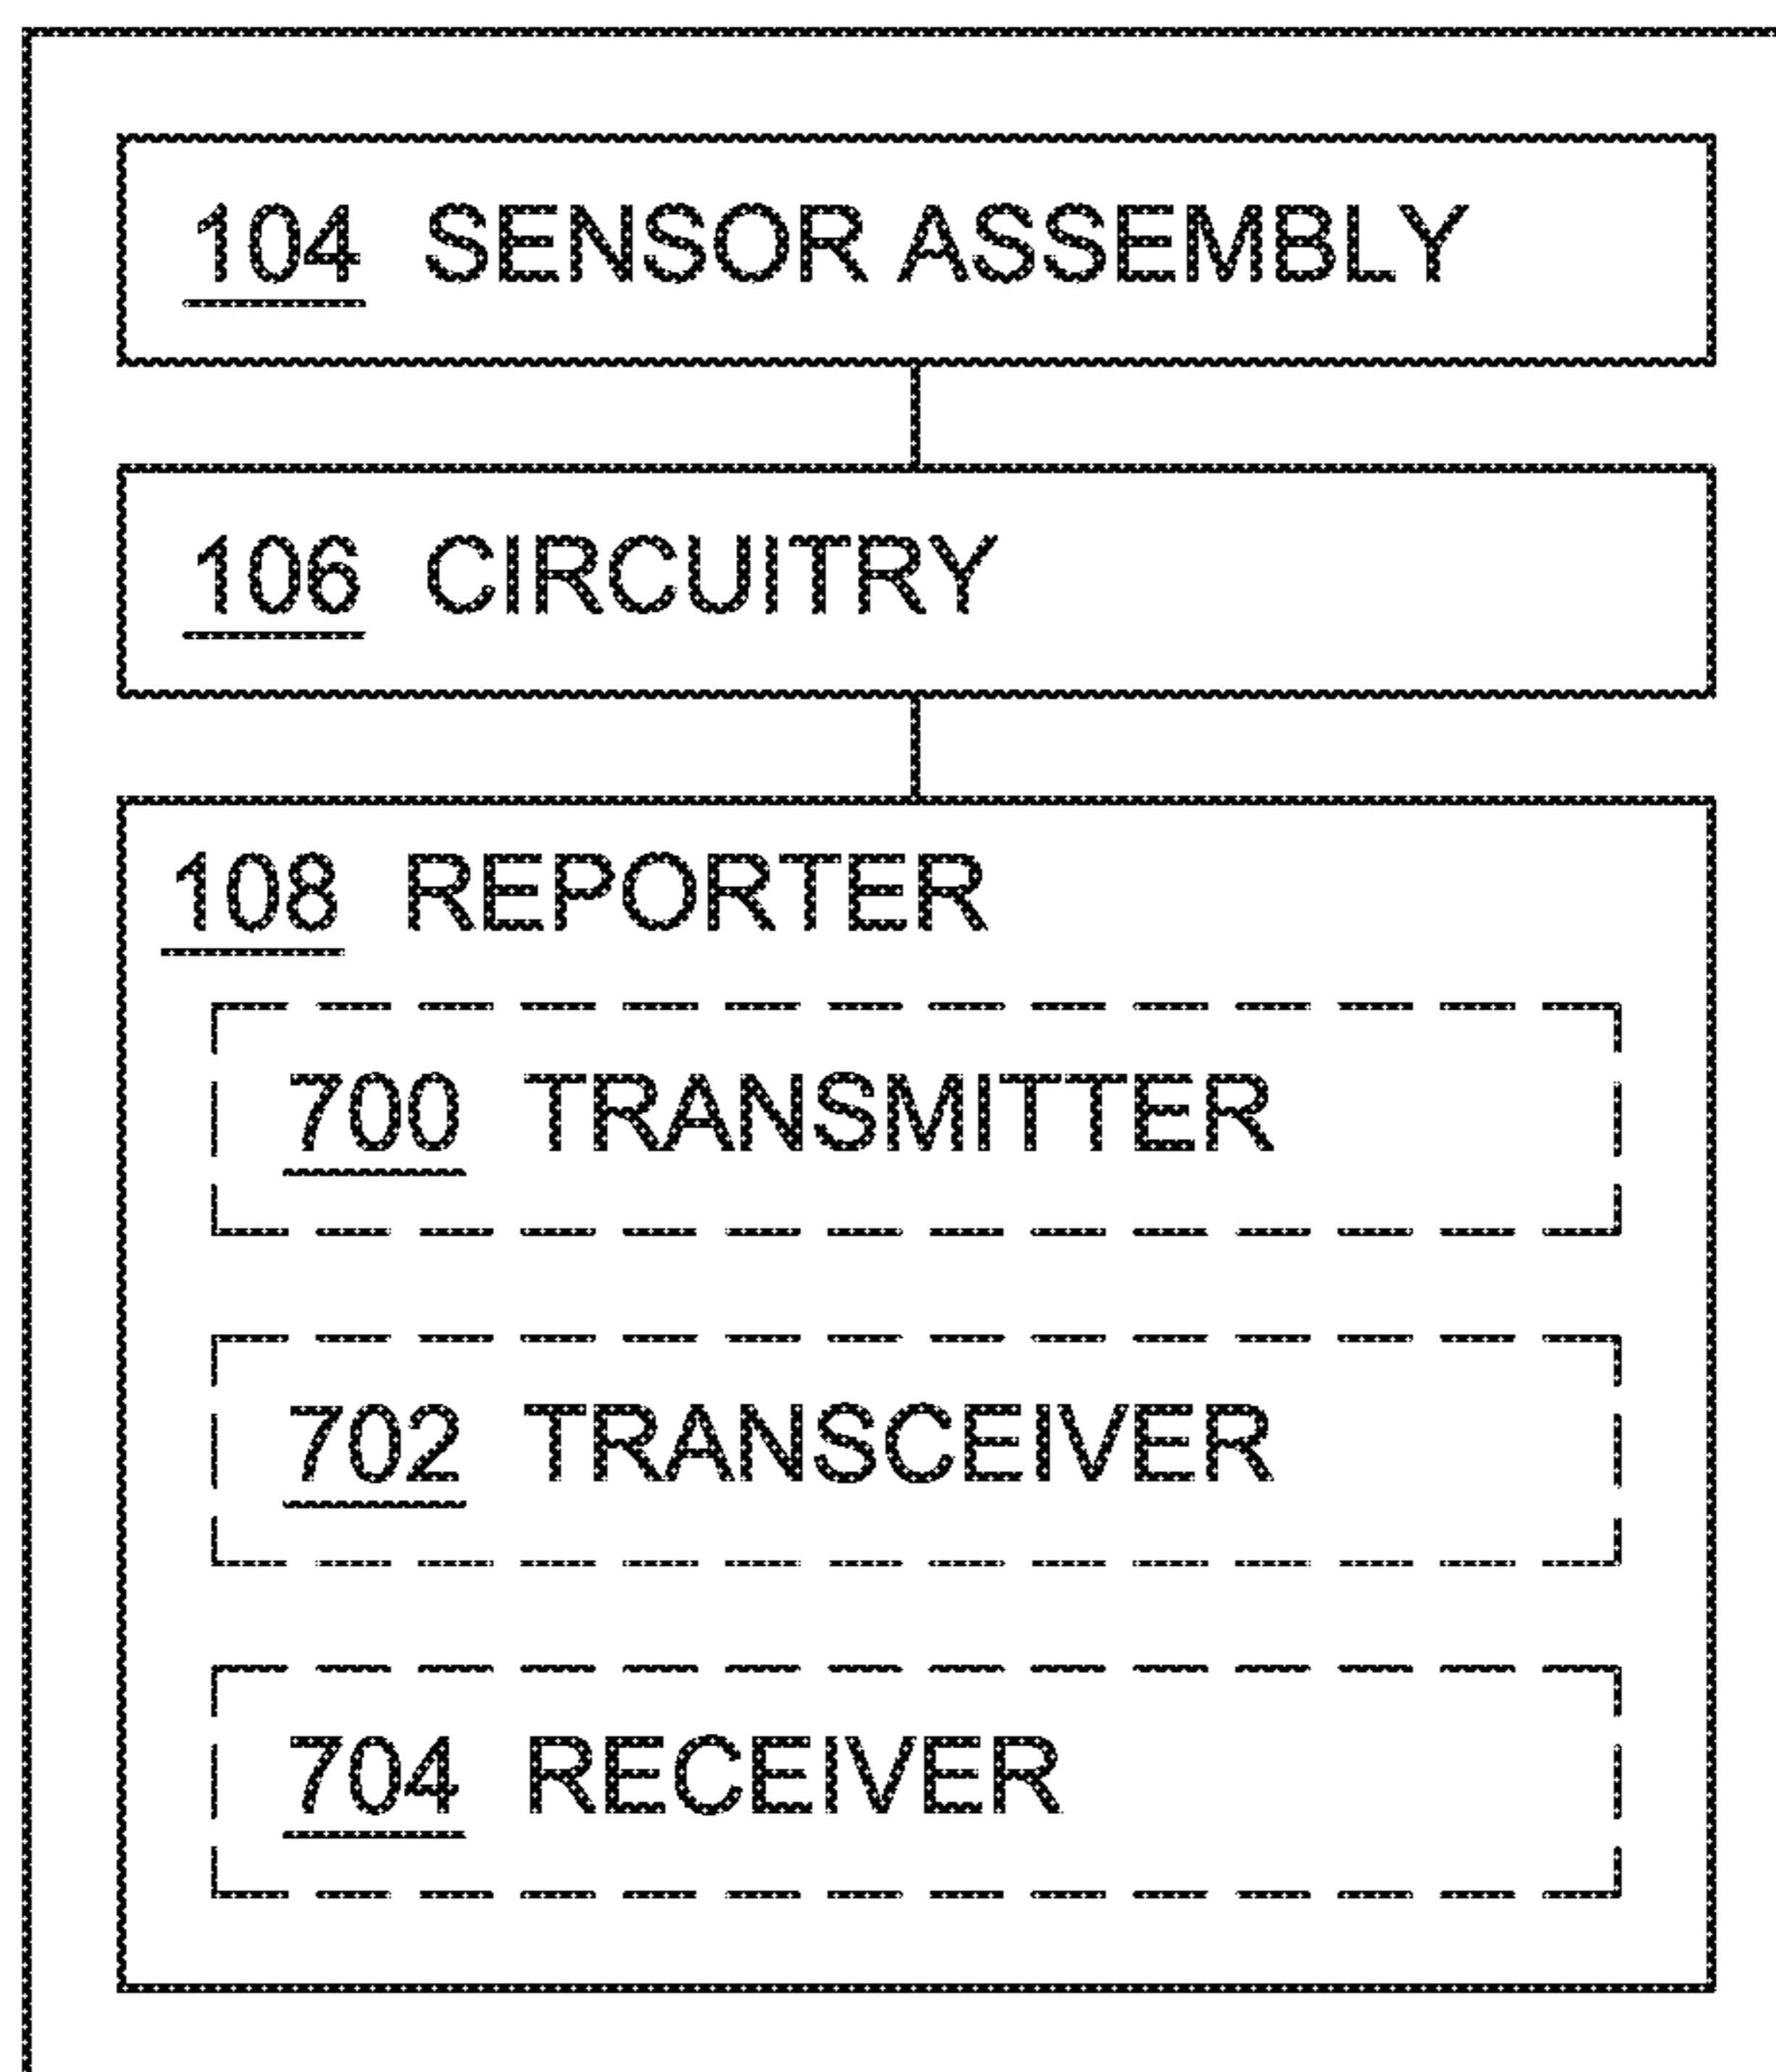 104 SENSOR ASSEMBLY
106 CIRCUITRY
108 REPORTER
700 TRANSMITTER
702 TRANSCEIVER
704 RECEIVER